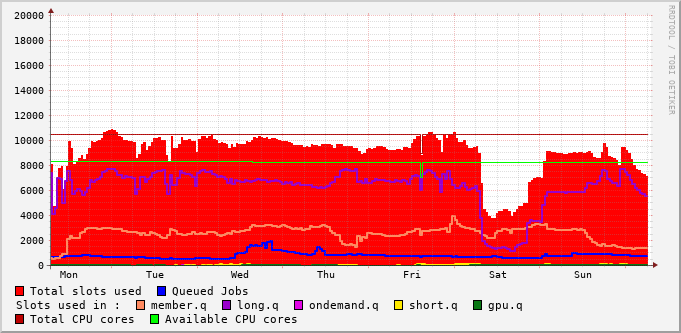 20000
18000
16000
14000
12000
10000
8000
6000
4000
2000
0
Mon Tue Wed Thu Fri Sat Sun
Total slots used Queued Jobs
Slots used in : member.q long.q ondemand.q short.q gpu.q
Total CPU cores Available CPU cores
RRDTOOL / TOBI OETIKER